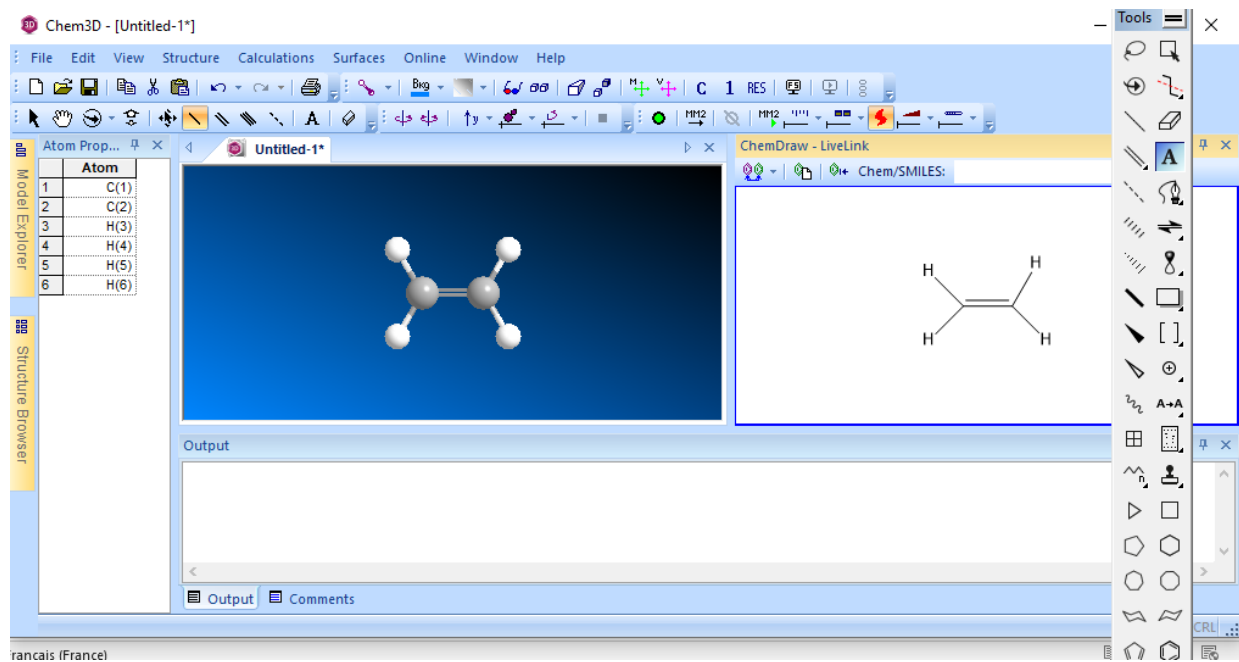 Chem3D - [Untitled-1*]
Tools
File Edit View Structure Calculations Surfaces Online Window Help
Bkg M V C 1 RES
A MM2 MM2
Atom Prop...
Untitled-1*
ChemDraw - LiveLink
Chem/SMILES:
Model Explorer
Structure Browser
Atom
1 C(1)
2 C(2)
3 H(3)
4 H(4)
5 H(5)
6 H(6)
H H
H H
A
A→A
n
Output
Output Comments
CRL
Français (France)